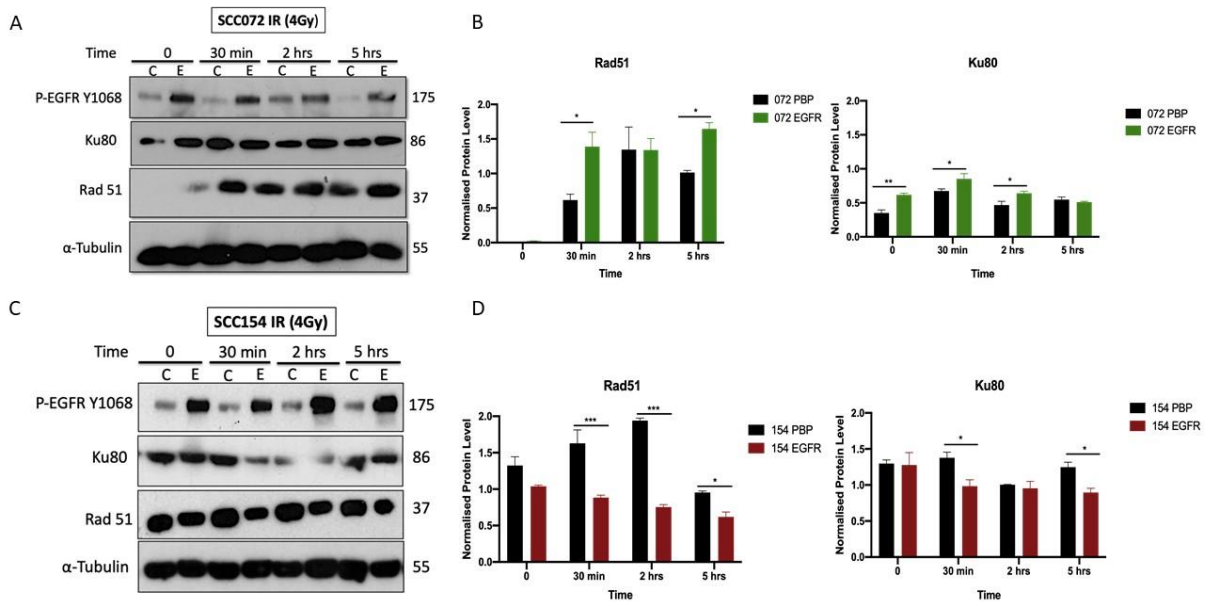 A
SCC072 IR (4Gy)
Time 0 30 min 2 hrs 5 hrs
C E C E C E C E
P-EGFR Y1068 175
Ku80 86
Rad 51 37
α-Tubulin 55
B
Rad51
072 PBP
072 EGFR
Normalised Protein Level
2.0
1.5
1.0
0.5
0.0
* *
0 30 min 2 hrs 5 hrs
Time
Ku80
072 PBP
072 EGFR
Normalised Protein Level
2.0
1.5
1.0
0.5
0.0
** * *
0 30 min 2 hrs 5 hrs
Time
C
SCC154 IR (4Gy)
Time 0 30 min 2 hrs 5 hrs
C E C E C E C E
P-EGFR Y1068 175
Ku80 86
Rad 51 37
α-Tubulin 55
D
Rad51
154 PBP
154 EGFR
Normalised Protein Level
2.0
1.5
1.0
0.5
0.0
*** *** *
0 30 min 2 hrs 5 hrs
Time
Ku80
154 PBP
154 EGFR
Normalised Protein Level
2.0
1.5
1.0
0.5
0.0
* *
0 30 min 2 hrs 5 hrs
Time